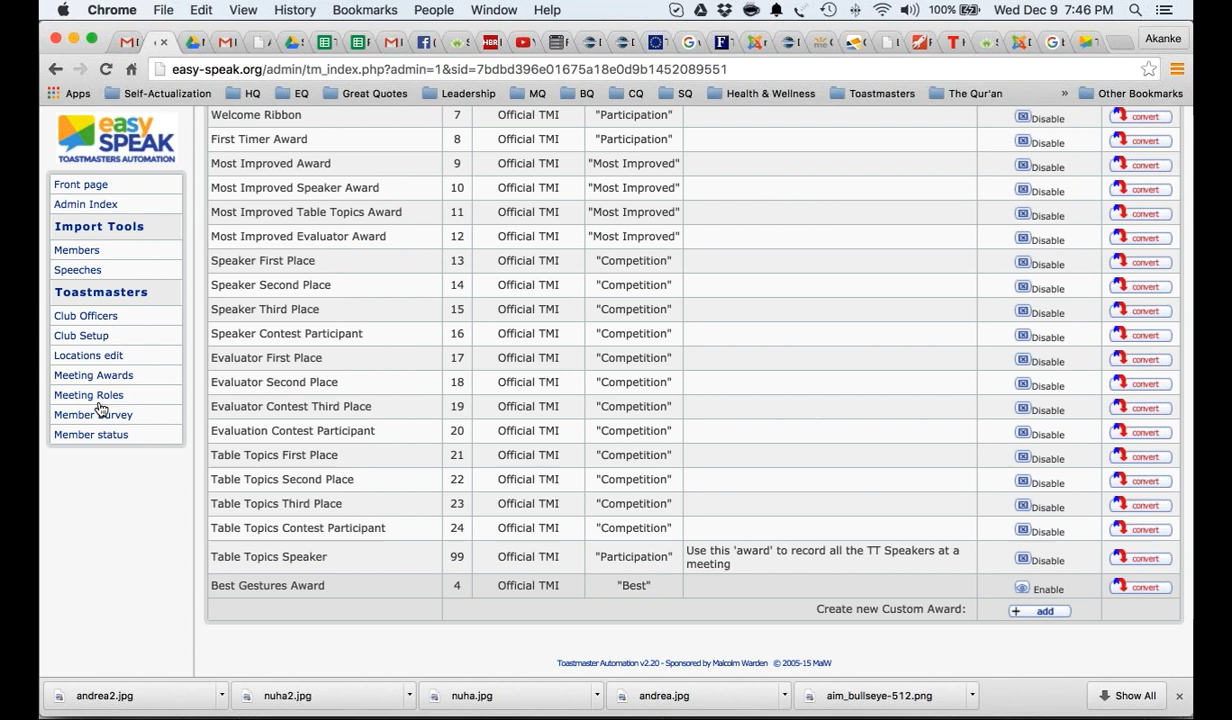 Chrome File Edit View History Bookmarks People Window Help 100% Wed Dec 9 7:46 PM
Akanke
easy-speak.org/admin/tm_index.php?admin=1&sid=7bdbd396e01675a18e0d9b1452089551
Apps Self-Actualization HQ EQ Great Quotes Leadership MQ BQ CQ SQ Health & Wellness Toastmasters The Qur'an » Other Bookmarks
easy
SPEAK
TOASTMASTERS AUTOMATION
Front page
Admin Index
Import Tools
Members
Speeches
Toastmasters
Club Officers
Club Setup
Locations edit
Meeting Awards
Meeting Roles
Member Survey
Member status
Welcome Ribbon 7 Official TMI "Participation" Disable convert
First Timer Award 8 Official TMI "Participation" Disable convert
Most Improved Award 9 Official TMI "Most Improved" Disable convert
Most Improved Speaker Award 10 Official TMI "Most Improved" Disable convert
Most Improved Table Topics Award 11 Official TMI "Most Improved" Disable convert
Most Improved Evaluator Award 12 Official TMI "Most Improved" Disable convert
Speaker First Place 13 Official TMI "Competition" Disable convert
Speaker Second Place 14 Official TMI "Competition" Disable convert
Speaker Third Place 15 Official TMI "Competition" Disable convert
Speaker Contest Participant 16 Official TMI "Competition" Disable convert
Evaluator First Place 17 Official TMI "Competition" Disable convert
Evaluator Second Place 18 Official TMI "Competition" Disable convert
Evaluator Contest Third Place 19 Official TMI "Competition" Disable convert
Evaluation Contest Participant 20 Official TMI "Competition" Disable convert
Table Topics First Place 21 Official TMI "Competition" Disable convert
Table Topics Second Place 22 Official TMI "Competition" Disable convert
Table Topics Third Place 23 Official TMI "Competition" Disable convert
Table Topics Contest Participant 24 Official TMI "Competition" Disable convert
Table Topics Speaker 99 Official TMI "Participation" Use this 'award' to record all the TT Speakers at a Disable convert
meeting
Best Gestures Award 4 Official TMI "Best" Enable convert
Create new Custom Award: + add
Toastmaster Automation v2.20 - Sponsored by Malcolm Warden © 2005-15 MalW
andrea2.jpg nuha2.jpg nuha.jpg andrea.jpg aim_bullseye-512.png Show All